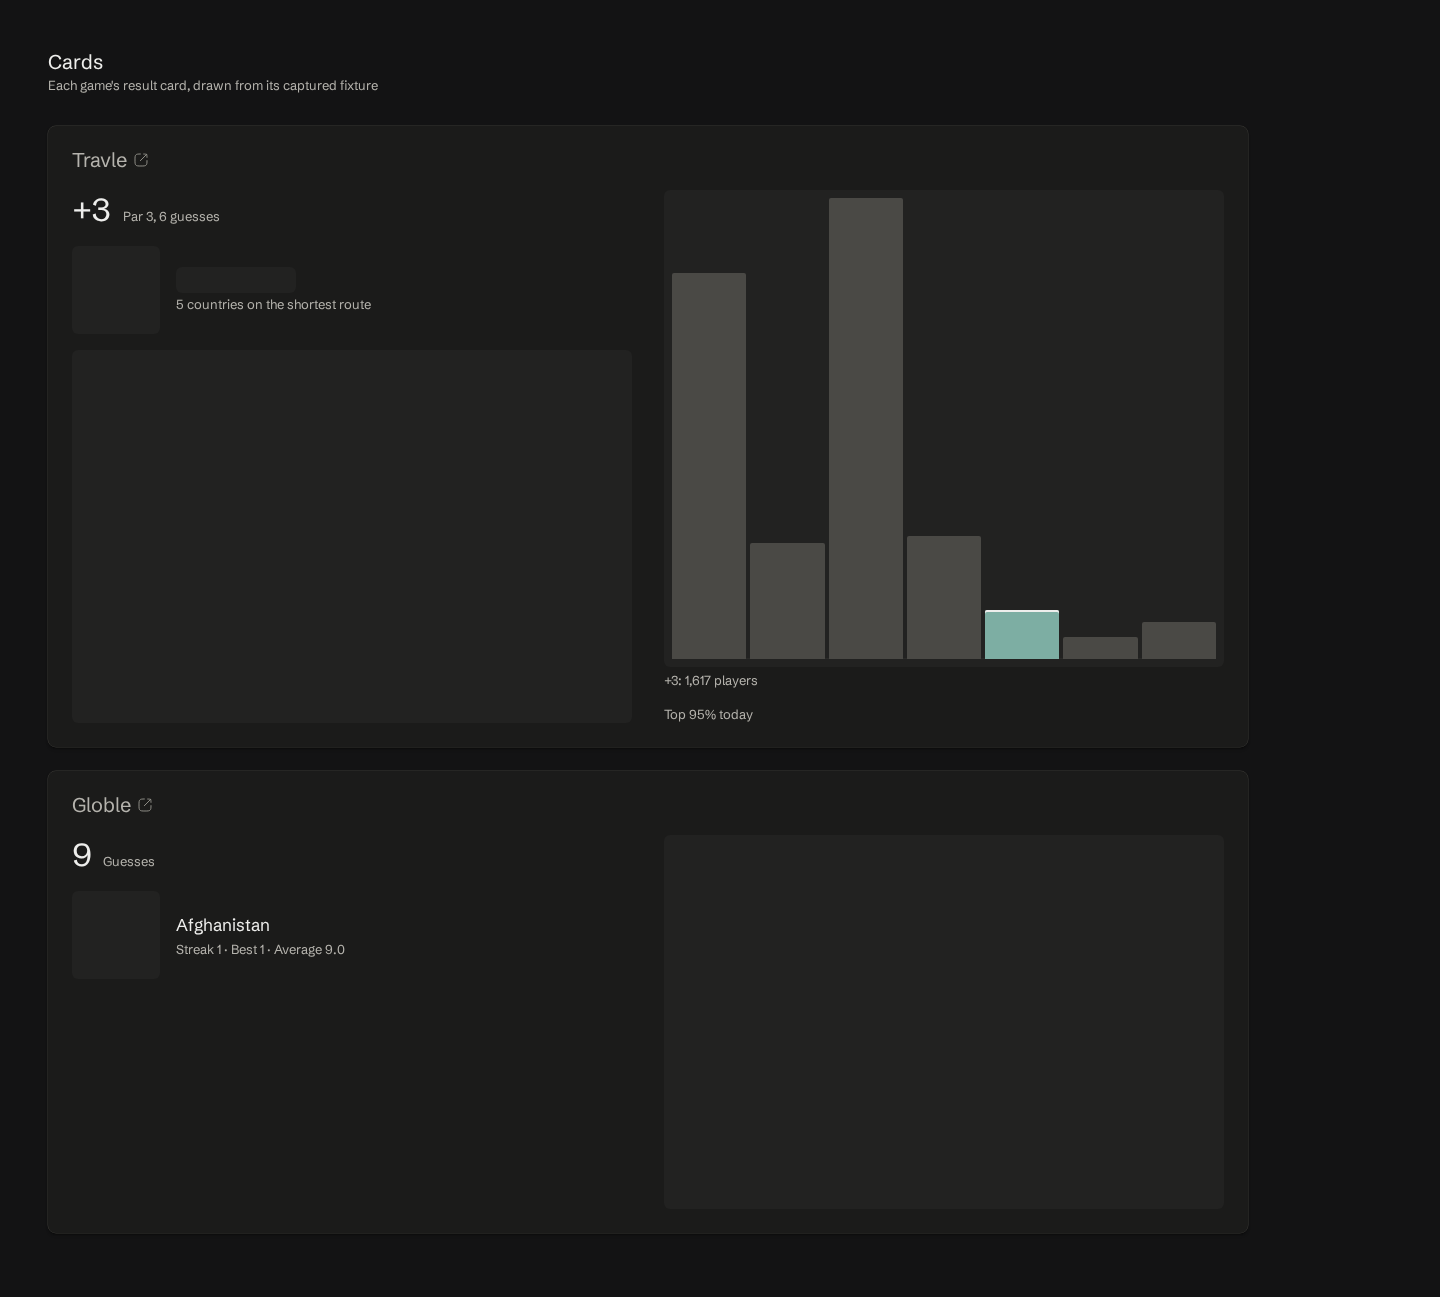 Cards
Each game's result card, drawn from its captured fixture
Travle
+3 Par 3, 6 guesses
5 countries on the shortest route
+3: 1,617 players
Top 95% today
Globle
9 Guesses
Afghanistan
Streak 1 · Best 1 · Average 9.0